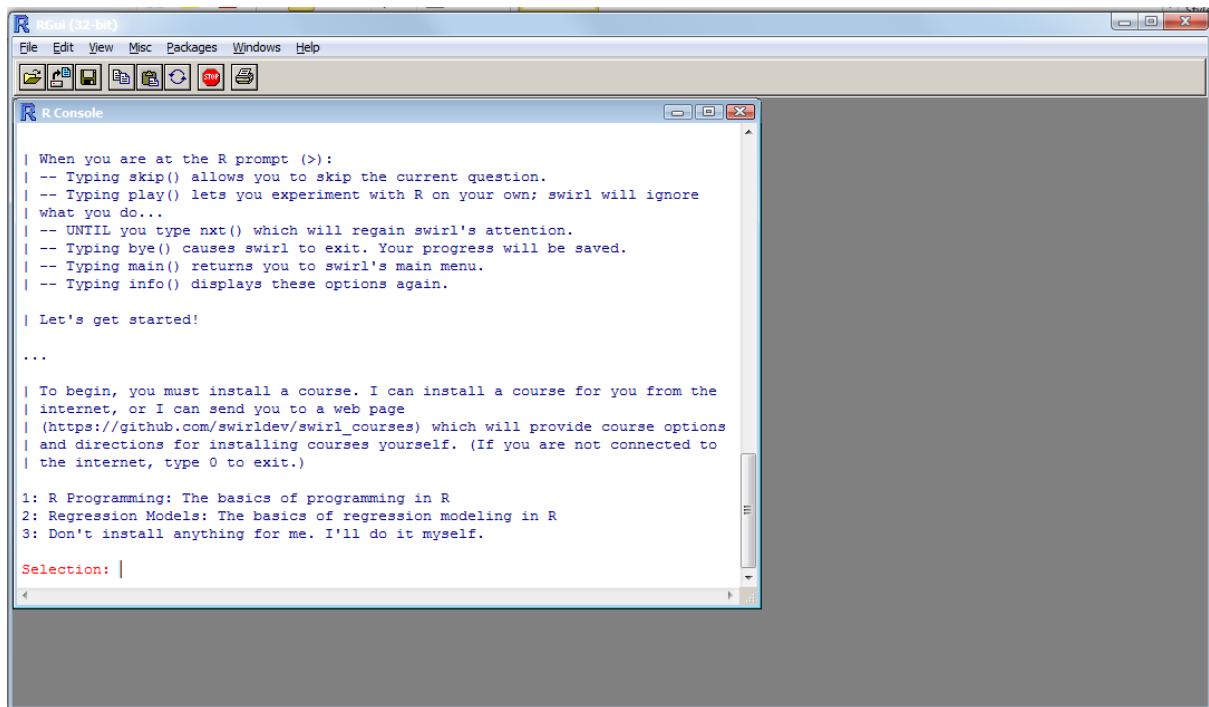 RGui (32-bit)
File Edit View Misc Packages Windows Help
STOP
R Console
| When you are at the R prompt (>):
| -- Typing skip() allows you to skip the current question.
| -- Typing play() lets you experiment with R on your own; swirl will ignore
| what you do...
| -- UNTIL you type nxt() which will regain swirl's attention.
| -- Typing bye() causes swirl to exit. Your progress will be saved.
| -- Typing main() returns you to swirl's main menu.
| -- Typing info() displays these options again.
| Let's get started!
...
| To begin, you must install a course. I can install a course for you from the
| internet, or I can send you to a web page
| (https://github.com/swirldev/swirl_courses) which will provide course options
| and directions for installing courses yourself. (If you are not connected to
| the internet, type 0 to exit.)
1: R Programming: The basics of programming in R
2: Regression Models: The basics of regression modeling in R
3: Don't install anything for me. I'll do it myself.
Selection: